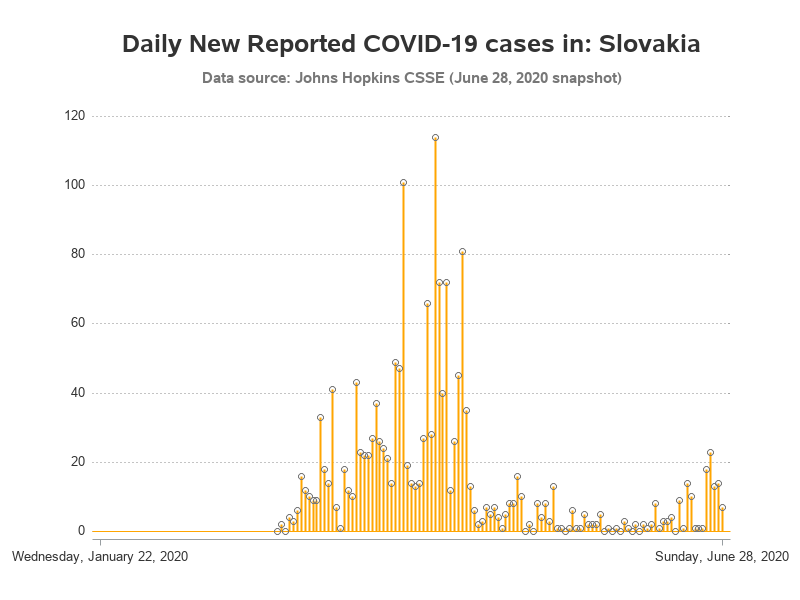 Daily New Reported COVID-19 cases in: Slovakia
Data source: Johns Hopkins CSSE (June 28, 2020 snapshot)
120
100
80
60
40
20
0
Wednesday, January 22, 2020 Sunday, June 28, 2020